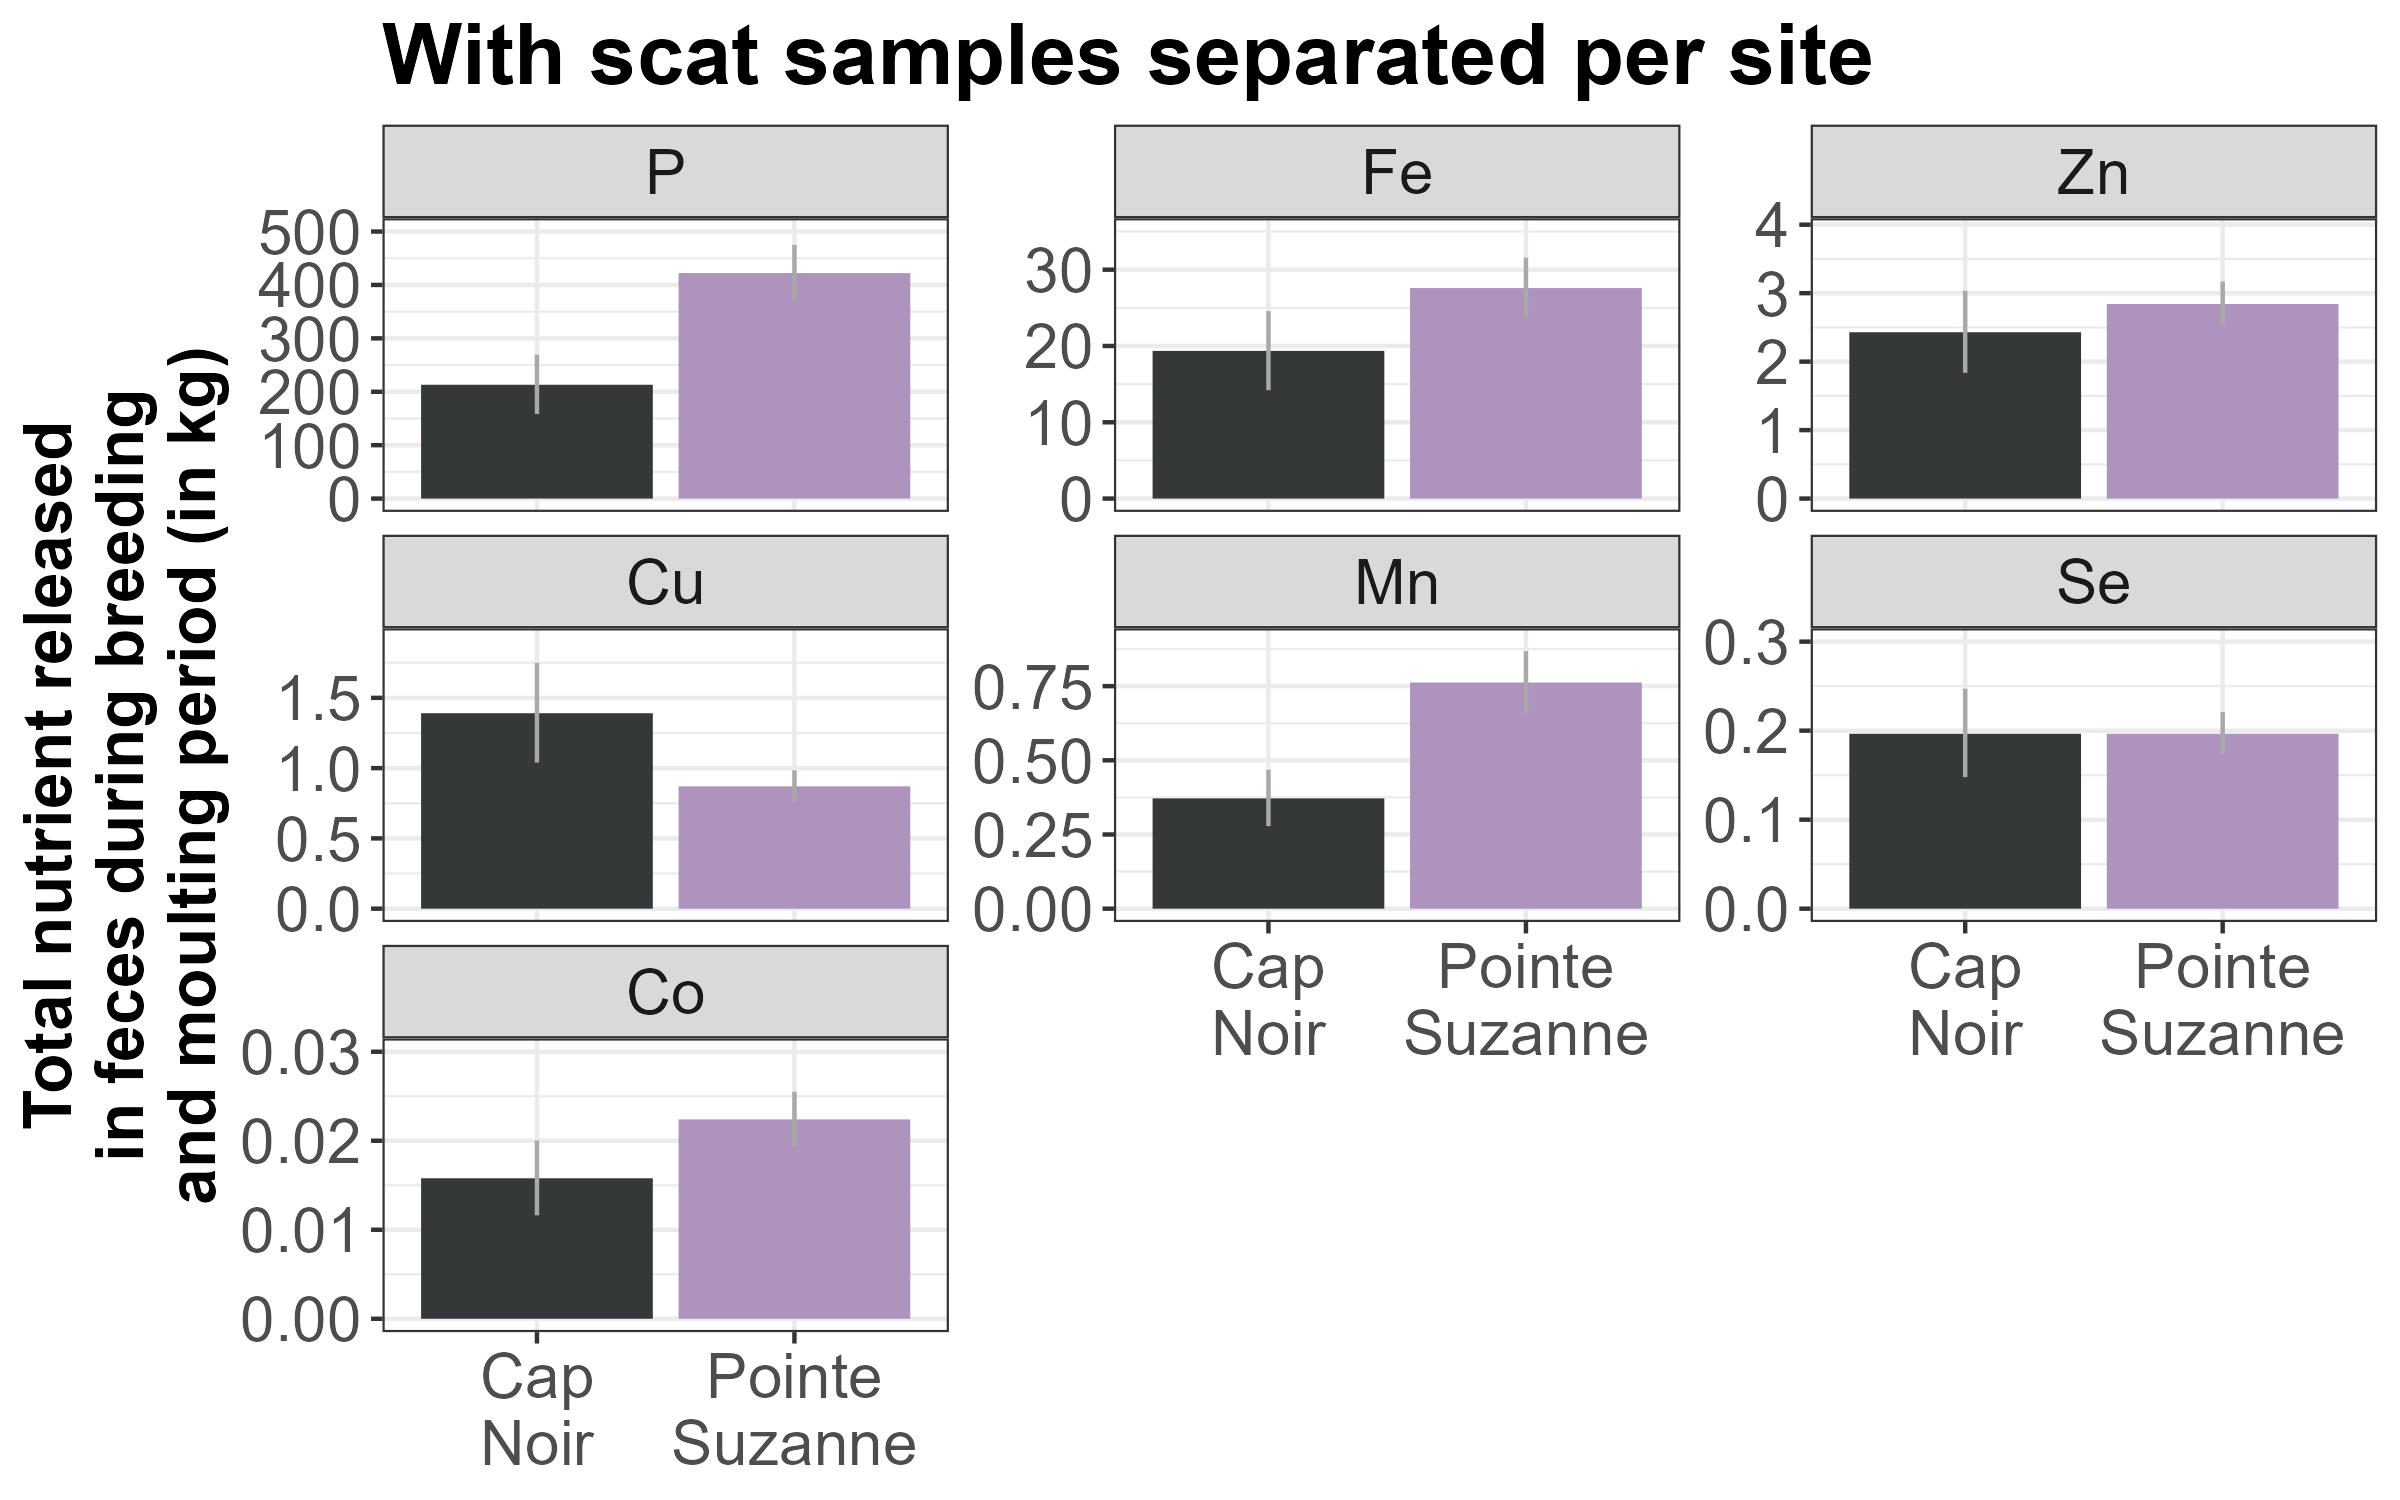 With scat samples separated per site
Total nutrient released
in feces during breeding
and moulting period (in kg)
P
500
400
300
200
100
0
Fe
30
20
10
0
Zn
4
3
2
1
0
Cu
1.5
1.0
0.5
0.0
Mn
0.75
0.50
0.25
0.00
Cap
Noir
Pointe
Suzanne
Se
0.3
0.2
0.1
0.0
Cap
Noir
Pointe
Suzanne
Co
0.03
0.02
0.01
0.00
Cap
Noir
Pointe
Suzanne